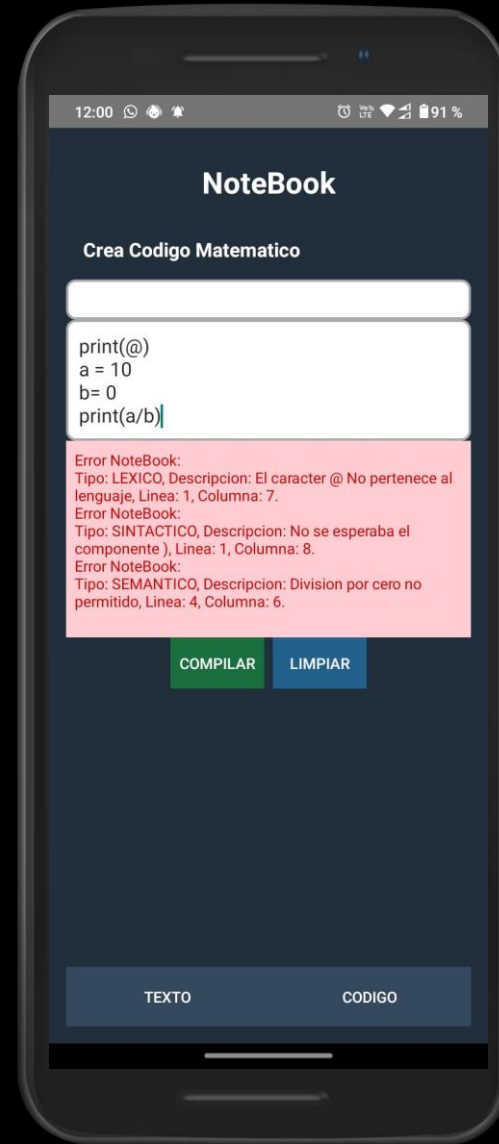 12:00 91 %
VoB LTE
NoteBook
Crea Codigo Matematico
print(@)
a = 10
b= 0
print(a/b)
Error NoteBook:
Tipo: LEXICO, Descripcion: El caracter @ No pertenece al
lenguaje, Linea: 1, Columna: 7.
Error NoteBook:
Tipo: SINTACTICO, Descripcion: No se esperaba el
componente ), Linea: 1, Columna: 8.
Error NoteBook:
Tipo: SEMANTICO, Descripcion: Division por cero no
permitido, Linea: 4, Columna: 6.
COMPILAR LIMPIAR
TEXTO CODIGO